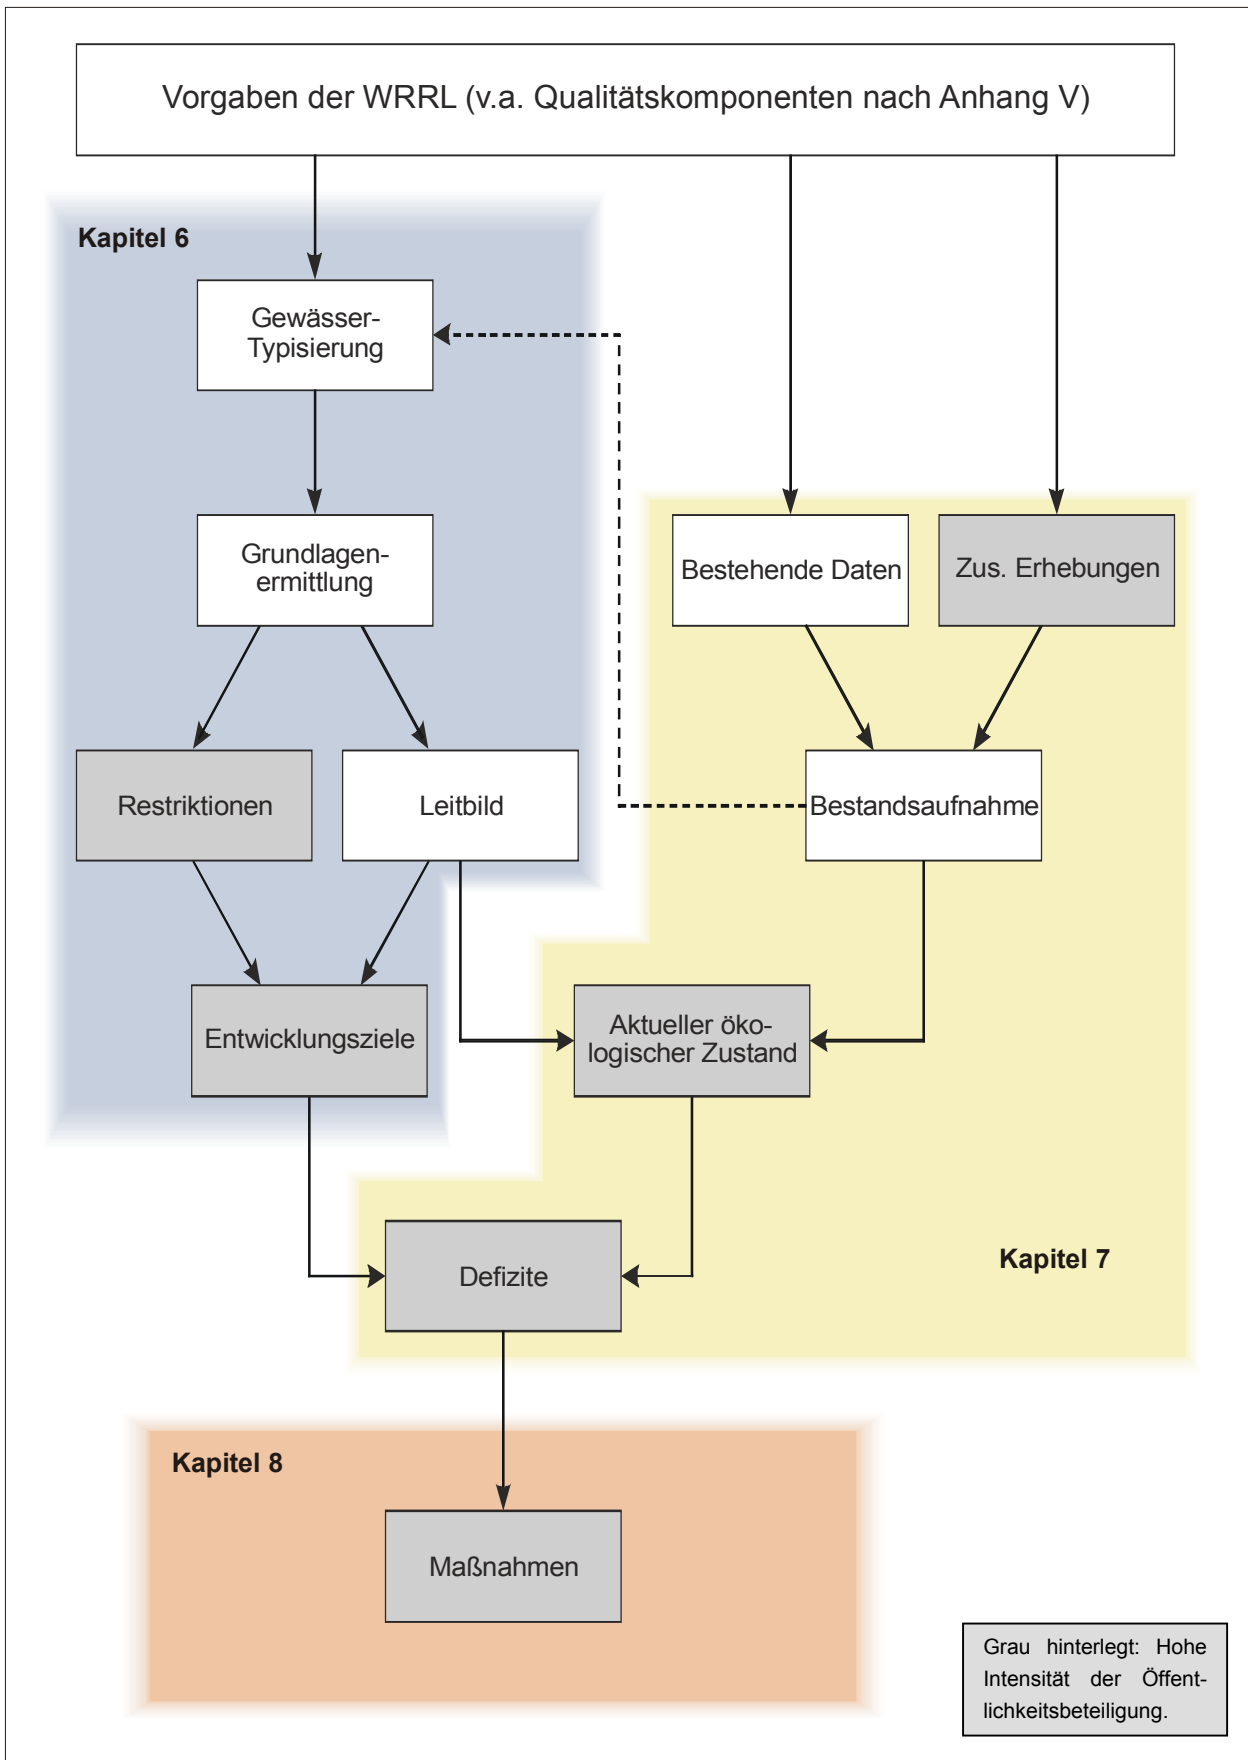 Vorgaben der WRRL (v.a. Qualitätskomponenten nach Anhang V)
Kapitel 6
Gewässer-
Typisierung
Grundlagen-
ermittlung
Bestehende Daten
Zus. Erhebungen
Restriktionen
Leitbild
Bestandsaufnahme
Entwicklungsziele
Aktueller öko-
logischer Zustand
Defizite
Kapitel 7
Kapitel 8
Maßnahmen
Grau hinterlegt: Hohe
Intensität der Öffent-
lichkeitsbeteiligung.